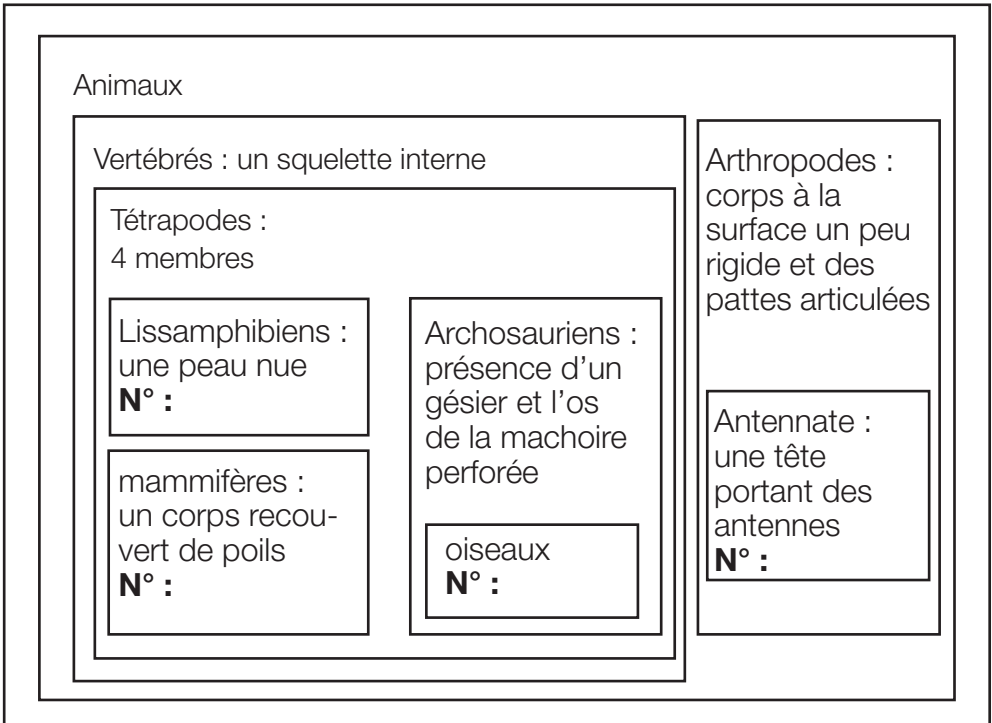 Animaux
Vertébrés : un squelette interne
Tétrapodes :
4 membres
Lissamphibiens :
une peau nue
N° :
mammifères :
un corps recou-
vert de poils
N° :
Archosauriens :
présence d’un
gésier et l’os
de la machoire
perforée
oiseaux
N° :
Arthropodes :
corps à la
surface un peu
rigide et des
pattes articulées
Antennate :
une tête
portant des
antennes
N° :